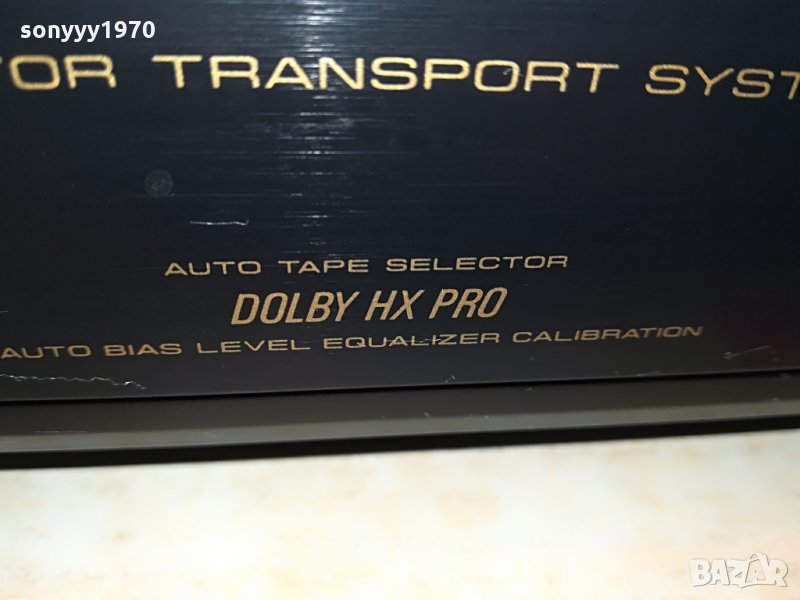 sonyyy1970
TOR TRANSPORT SYST
AUTO TAPE SELECTOR
DOLBY HX PRO
AUTO BIAS LEVEL EQUALIZER CALIBRATION
BAZAR